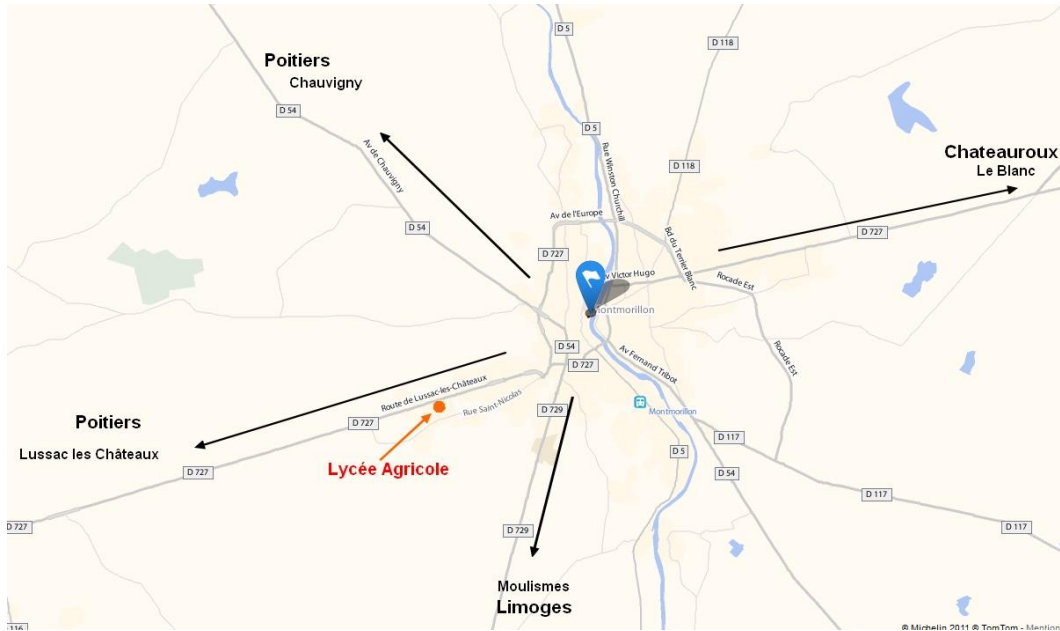 D 5
D 118
Poitiers
Chauvigny
D 54
D 5
Av de Chauvigny
Rue Winston Churchill
D 118
Chateauroux
Le Blanc
Av de l'Europe
D 54
D 727
Bd du Terrier Blanc
D 727
Av Victor Hugo
Rocade Est
Montmorillon
D 54
Av Fernand Tribot
Rocade Est
D 727
Route de Lussac-les-Châteaux
Rue Saint-Nicolas
D 729
Montmorillon
D 727
Poitiers
Lussac les Châteaux
D 117
D 5
Lycée Agricole
D 727
D 54
D 117
D 727
D 729
D 117
Moulismes
Limoges
116
© Michelin 2011 © TomTom - Mention